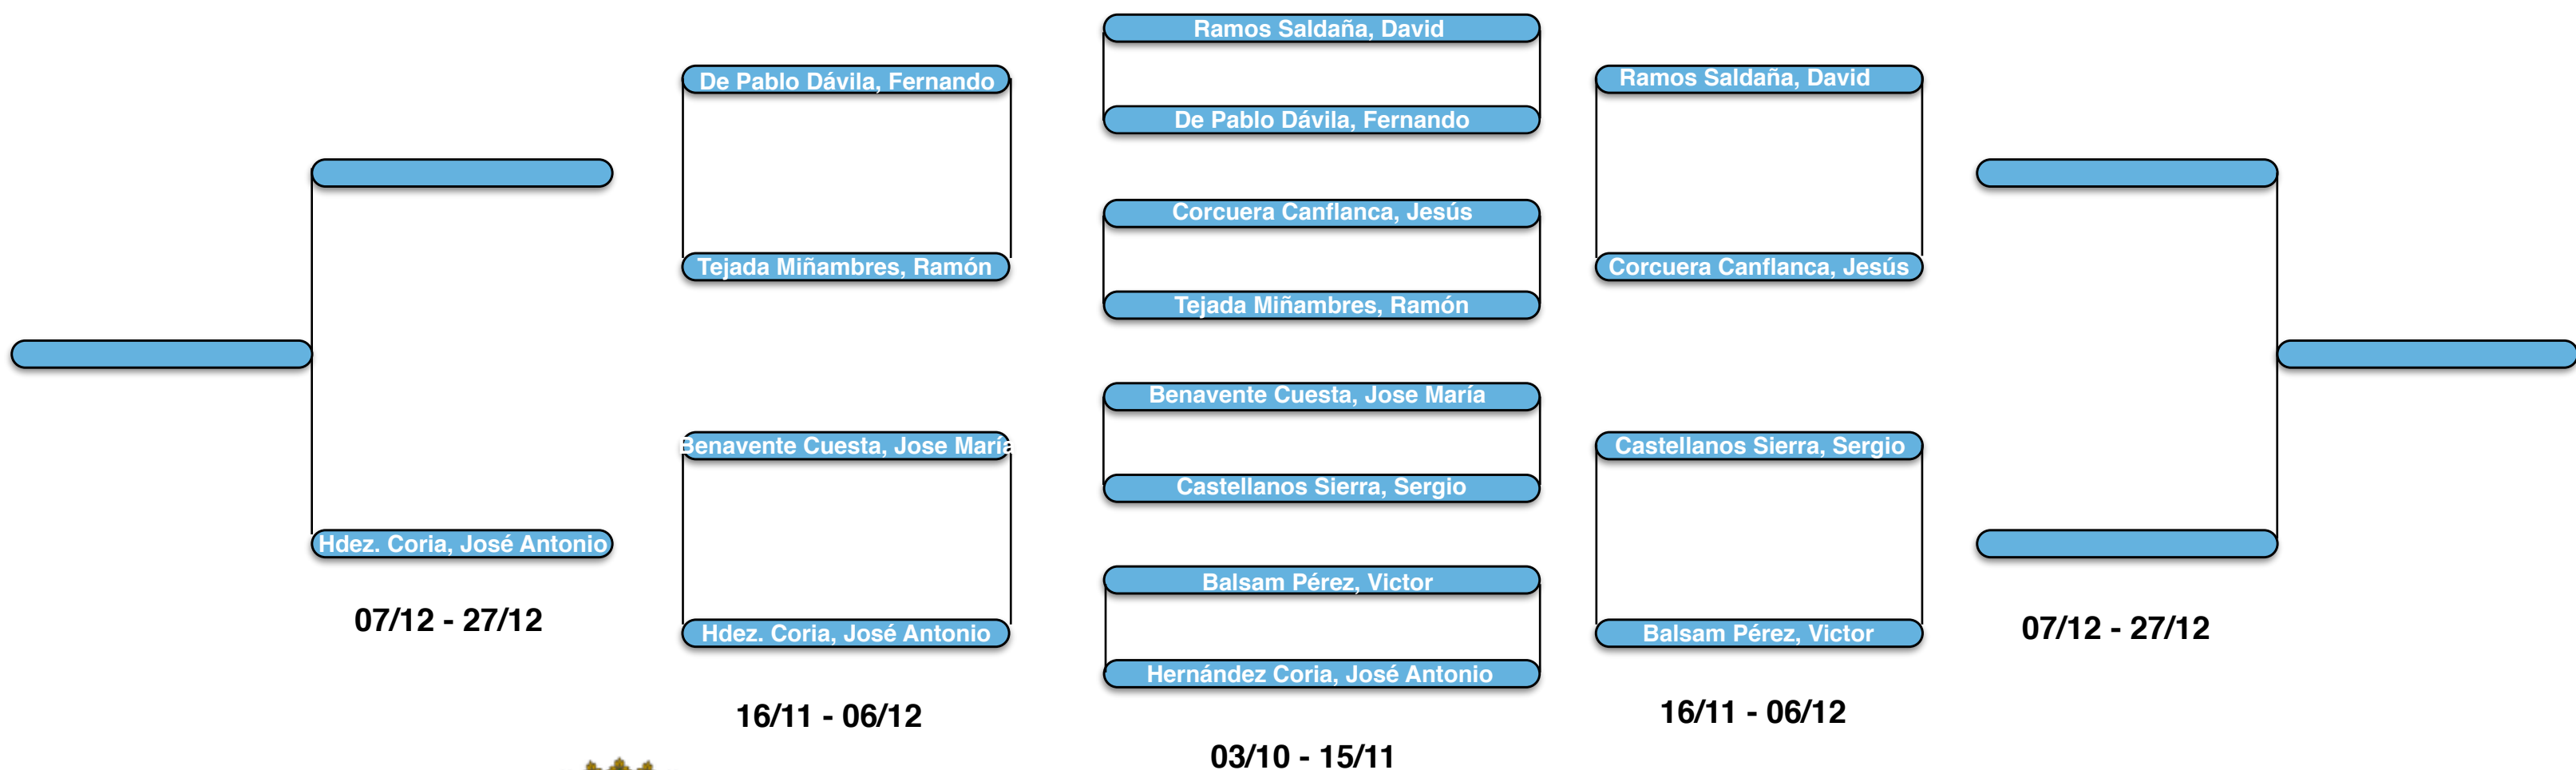 Ramos Saldaña, David
De Pablo Dávila, Fernando
Ramos Saldaña, David
De Pablo Dávila, Fernando
Corcuera Canflanca, Jesús
Tejada Miñambres, Ramón
Corcuera Canflanca, Jesús
Tejada Miñambres, Ramón
Benavente Cuesta, Jose María
Benavente Cuesta, Jose María
Castellanos Sierra, Sergio
Castellanos Sierra, Sergio
Hdez. Coria, José Antonio
Balsam Pérez, Victor
07/12 - 27/12
Hdez. Coria, José Antonio
Balsam Pérez, Victor
07/12 - 27/12
Hernández Coria, José Antonio
16/11 - 06/12
16/11 - 06/12
03/10 - 15/11